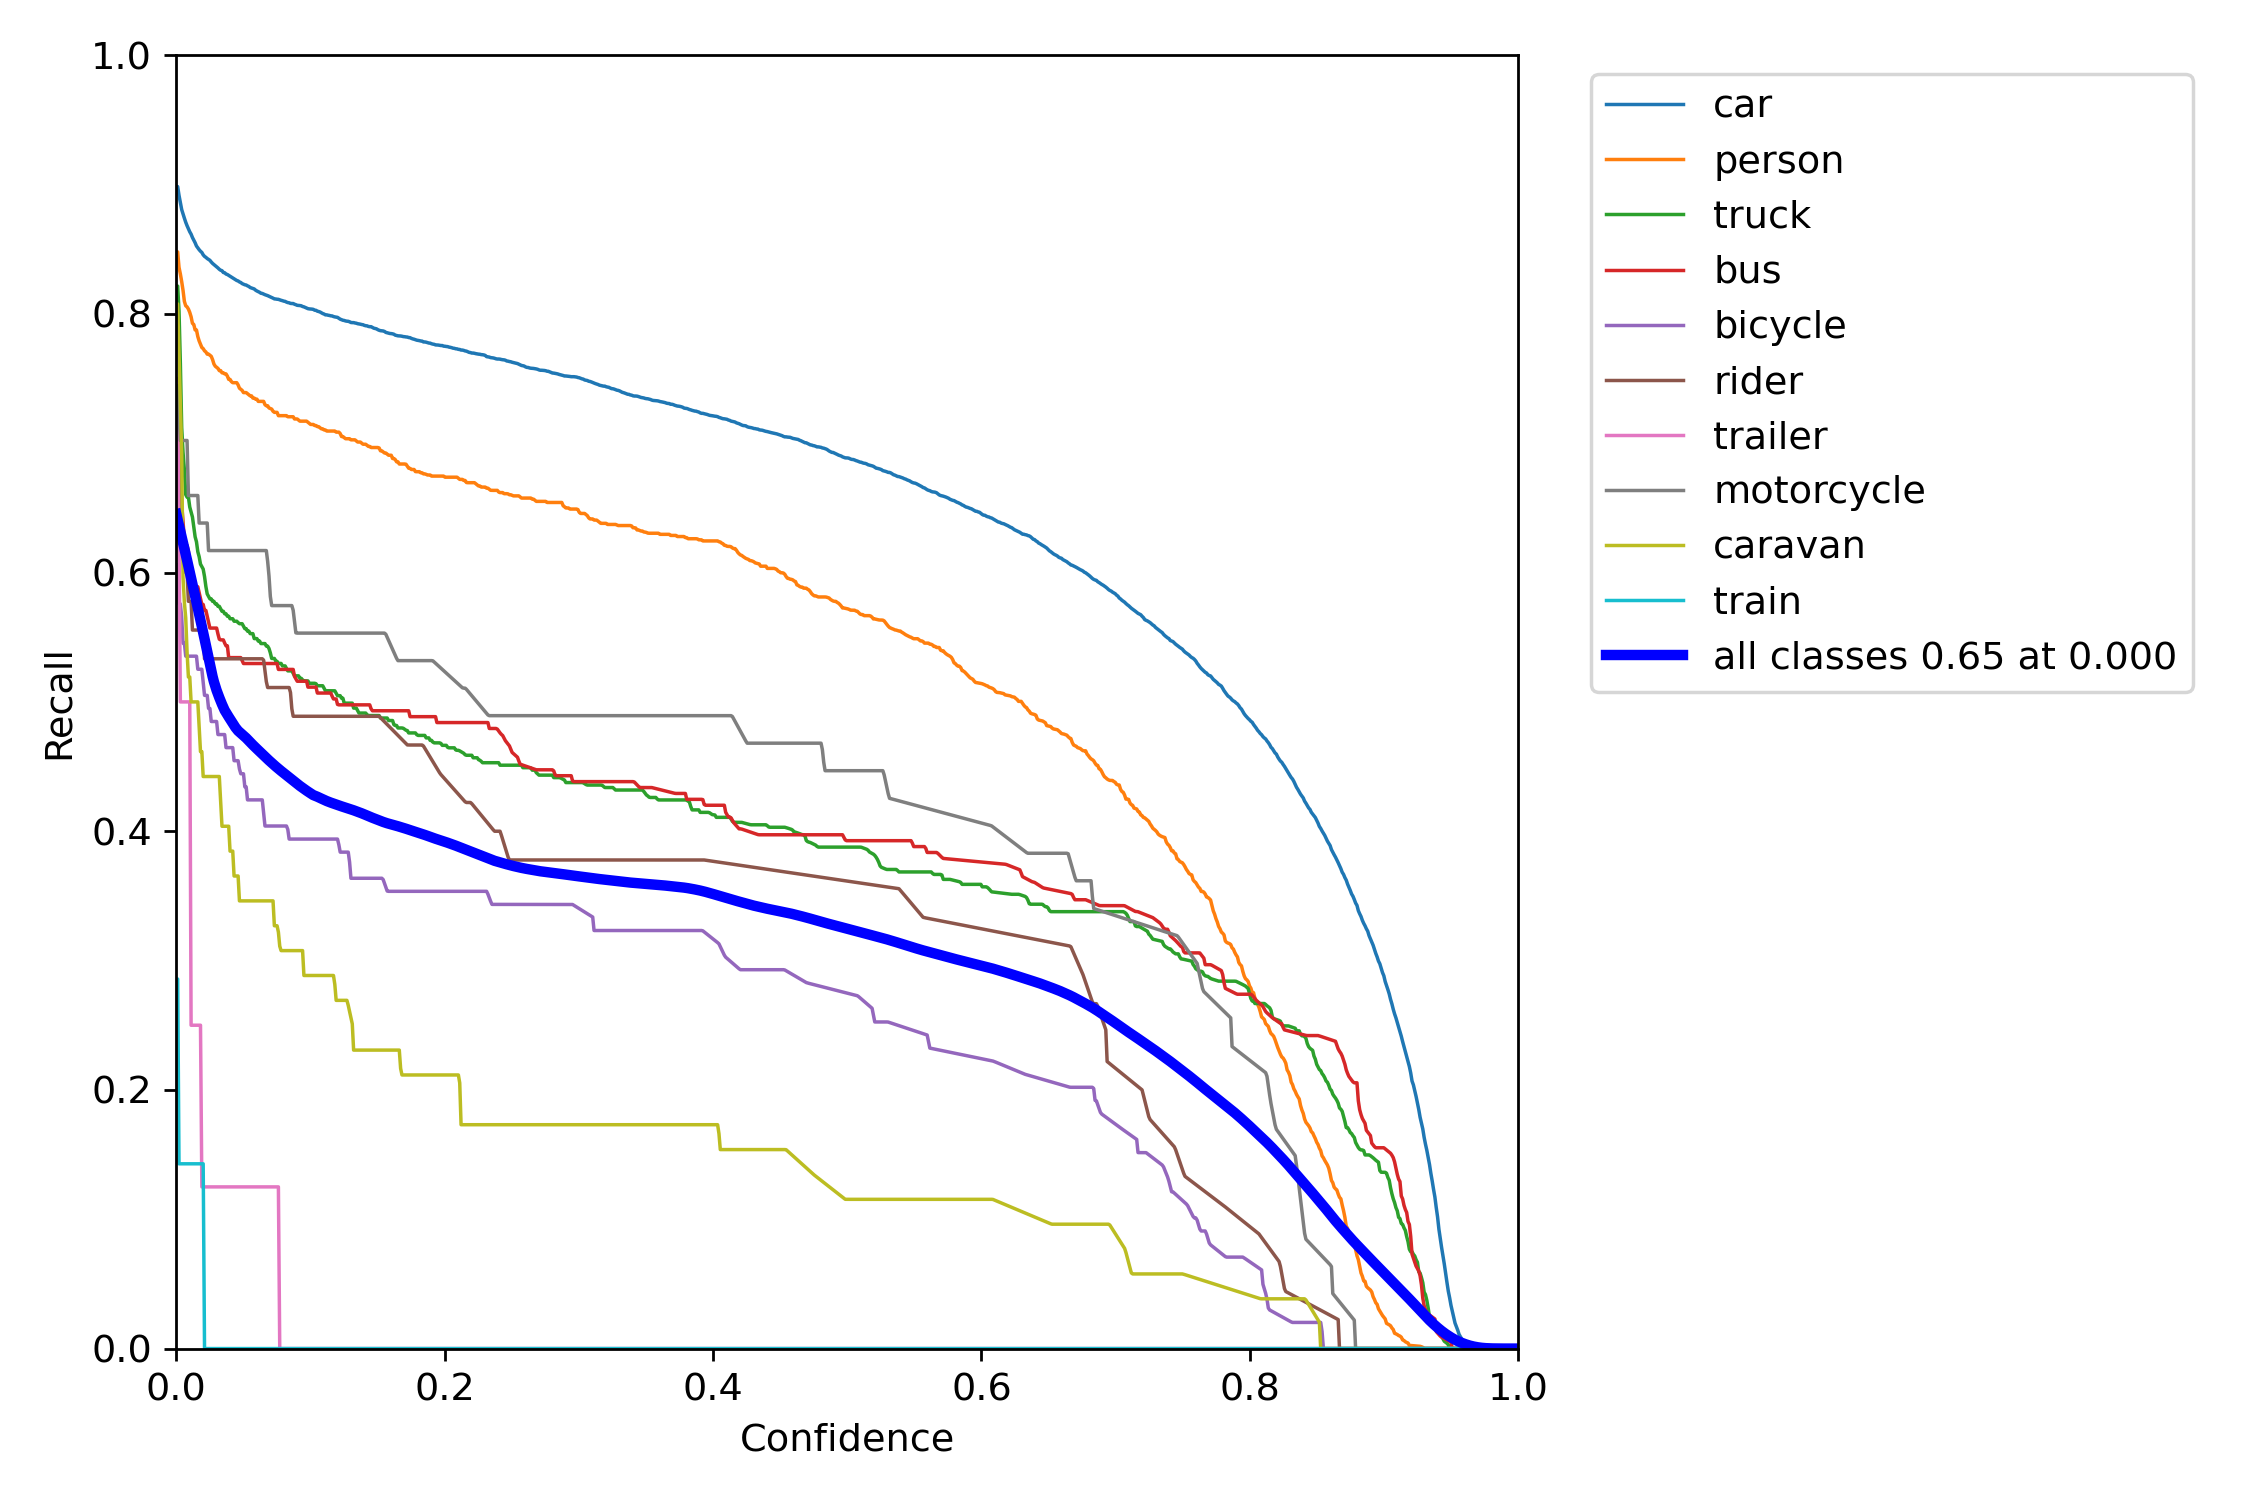 1.0
0.8
0.6
0.4
0.2
0.0
Recall
0.0 0.2 0.4 0.6 0.8 1.0
Confidence
car
person
truck
bus
bicycle
rider
trailer
motorcycle
caravan
train
all classes 0.65 at 0.000